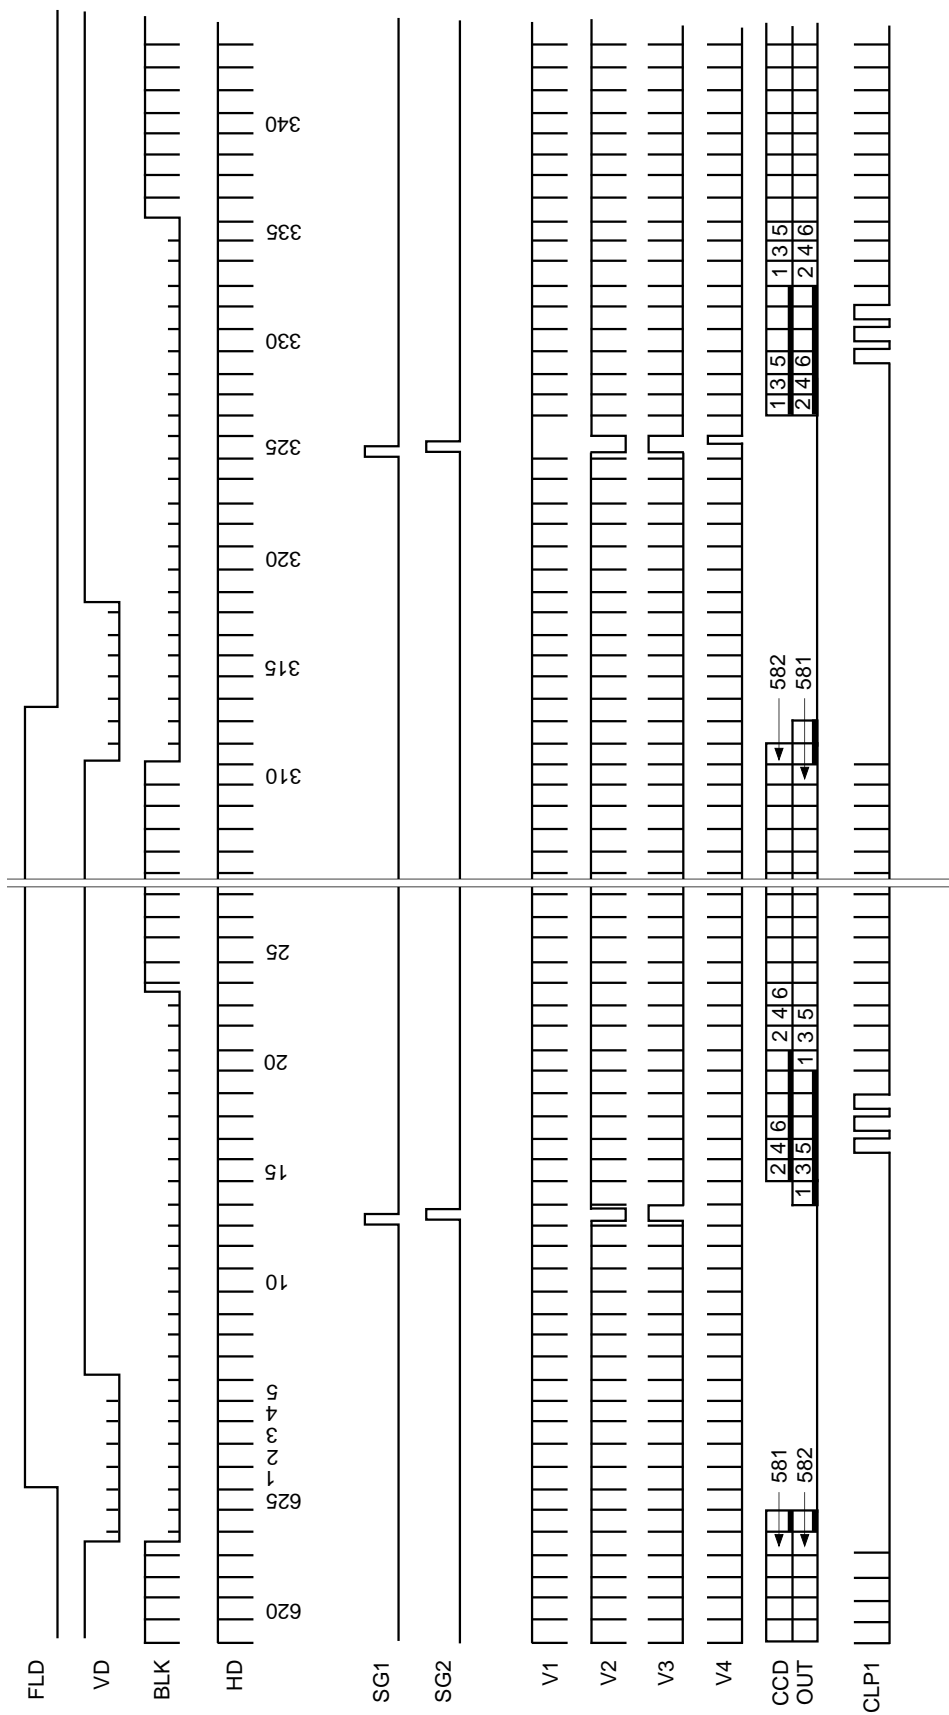 FLD
VD
BLK
HD
620 625 1 2 3 4 5 10 15 20 25 310 315 320 325 330 335 340
SG1
SG2
V1
V2
V3
V4
CCD 581 2 4 6 2 4 6 582 1 3 5 1 3 5
OUT 582 1 3 5 1 3 5 581 2 4 6 2 4 6
CLP1